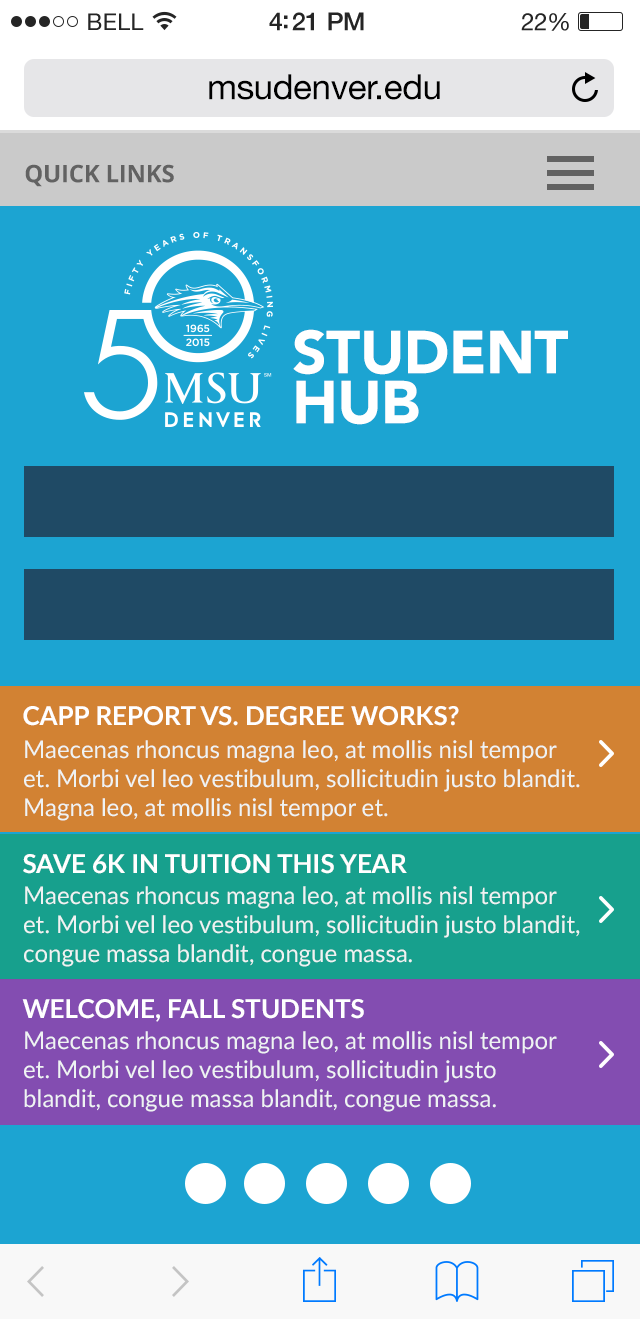 BELL 4:21 PM 22%
msudenver.edu
QUICK LINKS
FIFTY YEARS OF TRANSFORMING LIVES
50
1965
2015
MSU℠
DENVER
STUDENT
HUB
CAPP REPORT VS. DEGREE WORKS?
Maecenas rhoncus magna leo, at mollis nisl tempor
et. Morbi vel leo vestibulum, sollicitudin justo blandit.
Magna leo, at mollis nisl tempor et.
SAVE 6K IN TUITION THIS YEAR
Maecenas rhoncus magna leo, at mollis nisl tempor
et. Morbi vel leo vestibulum, sollicitudin justo blandit,
congue massa blandit, congue massa.
WELCOME, FALL STUDENTS
Maecenas rhoncus magna leo, at mollis nisl tempor
et. Morbi vel leo vestibulum, sollicitudin justo
blandit, congue massa blandit, congue massa.